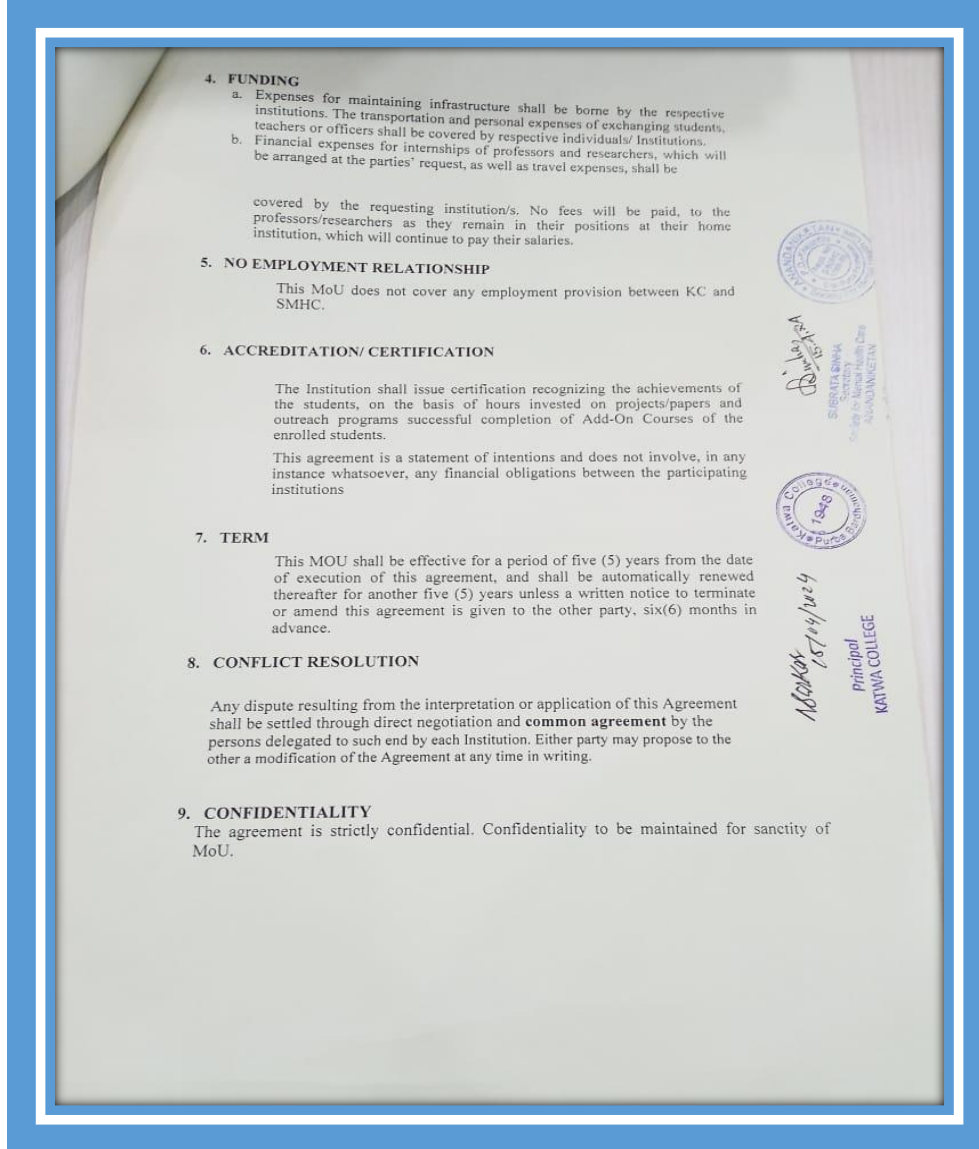 4. FUNDING
a. Expenses for maintaining infrastructure shall be borne by the respective
institutions. The transportation and personal expenses of exchanging students,
teachers or officers shall be covered by respective individuals/ Institutions.
b. Financial expenses for internships of professors and researchers, which will
be arranged at the parties' request, as well as travel expenses, shall be
covered by the requesting institution/s. No fees will be paid, to the
professors/researchers as they remain in their positions at their home
institution, which will continue to pay their salaries.
5. NO EMPLOYMENT RELATIONSHIP
This MoU does not cover any employment provision between KC and
SMHC.
6. ACCREDITATION/ CERTIFICATION
The Institution shall issue certification recognizing the achievements of
the students, on the basis of hours invested on projects/papers and
outreach programs successful completion of Add-On Courses of the
enrolled students.
This agreement is a statement of intentions and does not involve, in any
instance whatsoever, any financial obligations between the participating
institutions
7. TERM
This MOU shall be effective for a period of five (5) years from the date
of execution of this agreement, and shall be automatically renewed
thereafter for another five (5) years unless a written notice to terminate
or amend this agreement is given to the other party, six(6) months in
advance.
8. CONFLICT RESOLUTION
Any dispute resulting from the interpretation or application of this Agreement
shall be settled through direct negotiation and common agreement by the
persons delegated to such end by each Institution. Either party may propose to the
other a modification of the Agreement at any time in writing.
9. CONFIDENTIALITY
The agreement is strictly confidential. Confidentiality to be maintained for sanctity of
MoU.
ANANDANIKETAN
SUBRATA SINHA
Secretary
Society for Mental Health Care
ANANDANIKETAN
Katwa College
1948
Purba
15/04/2024
Principal
KATWA COLLEGE